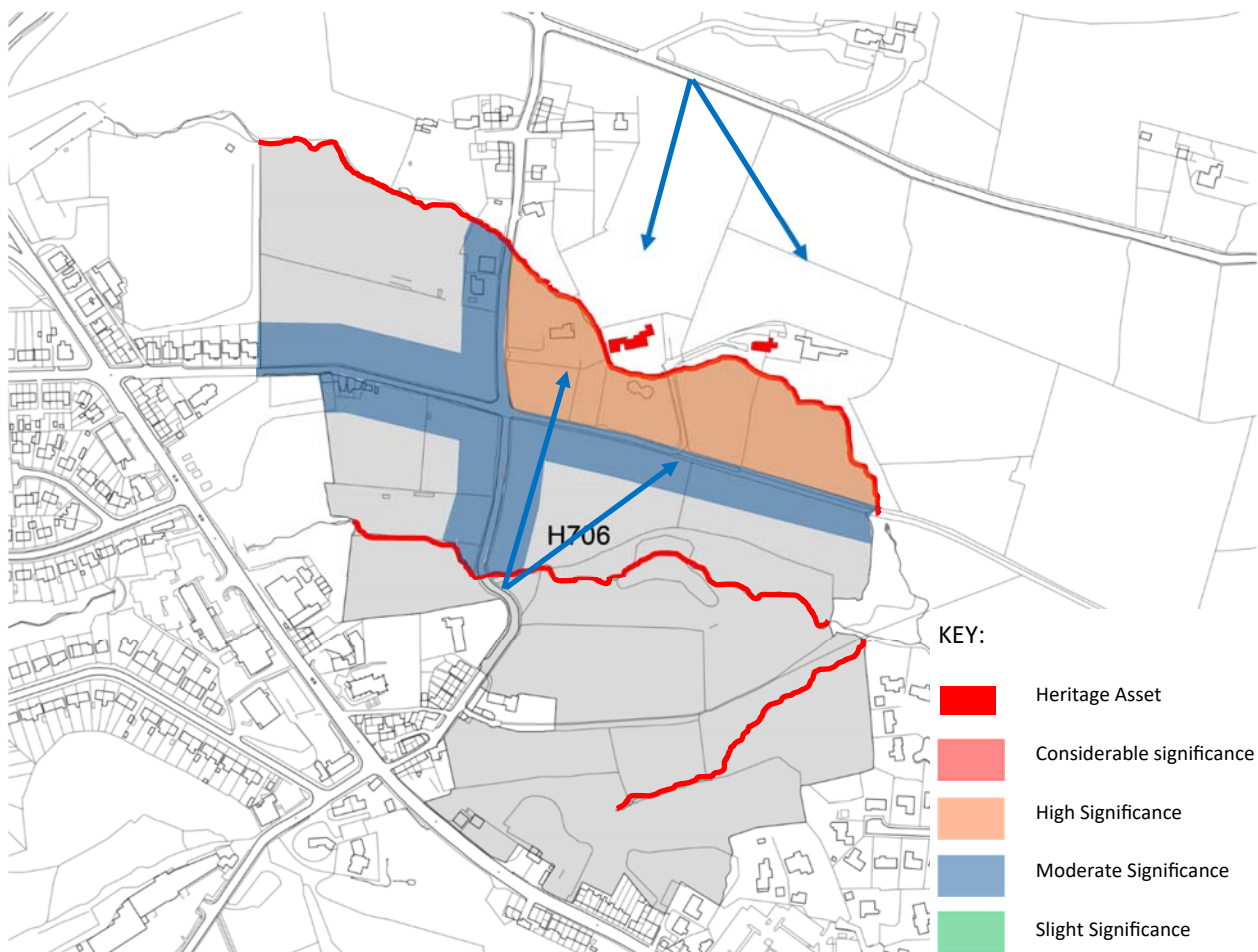 H706
KEY:
Heritage Asset
Considerable significance
High Significance
Moderate Significance
Slight Significance